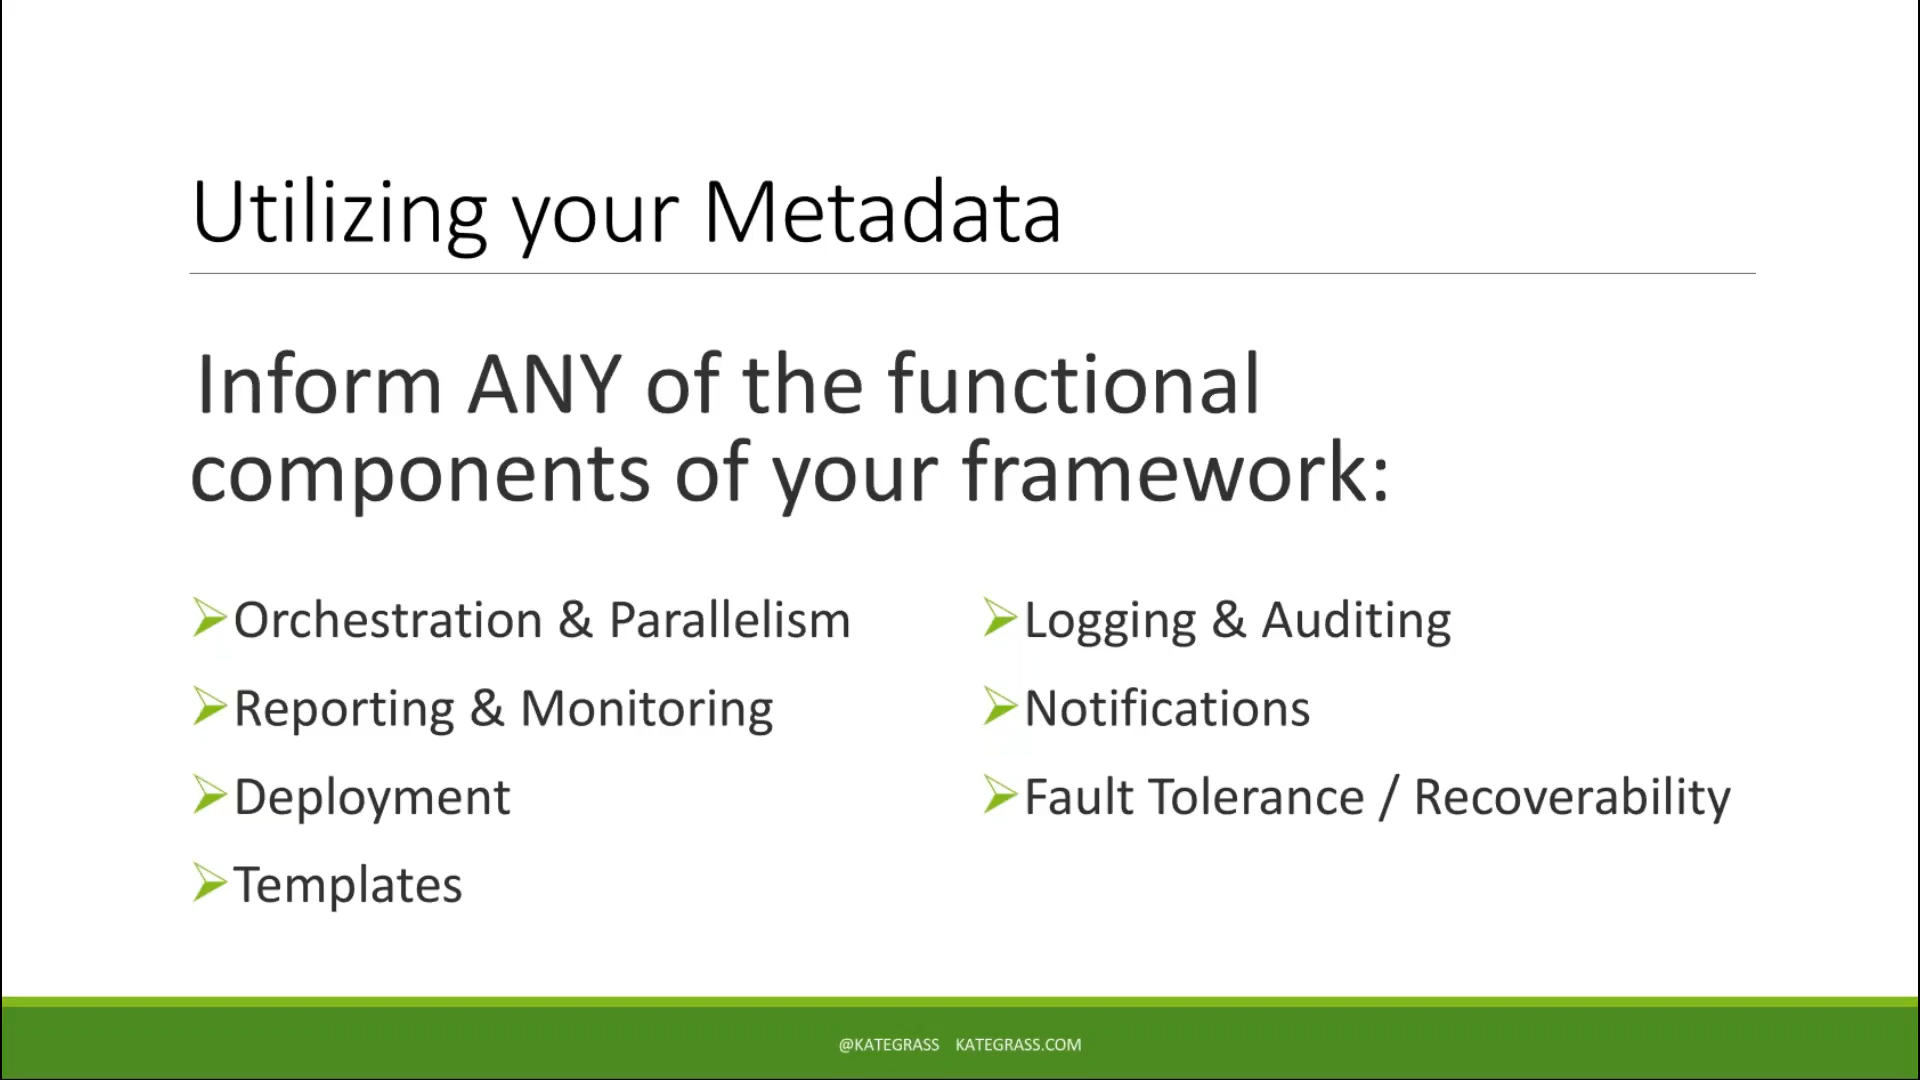 Utilizing your Metadata
Inform ANY of the functional
components of your framework:
Orchestration & Parallelism
Reporting & Monitoring
Deployment
Templates
Logging & Auditing
Notifications
Fault Tolerance / Recoverability
@KATEGRASS KATEGRASS.COM